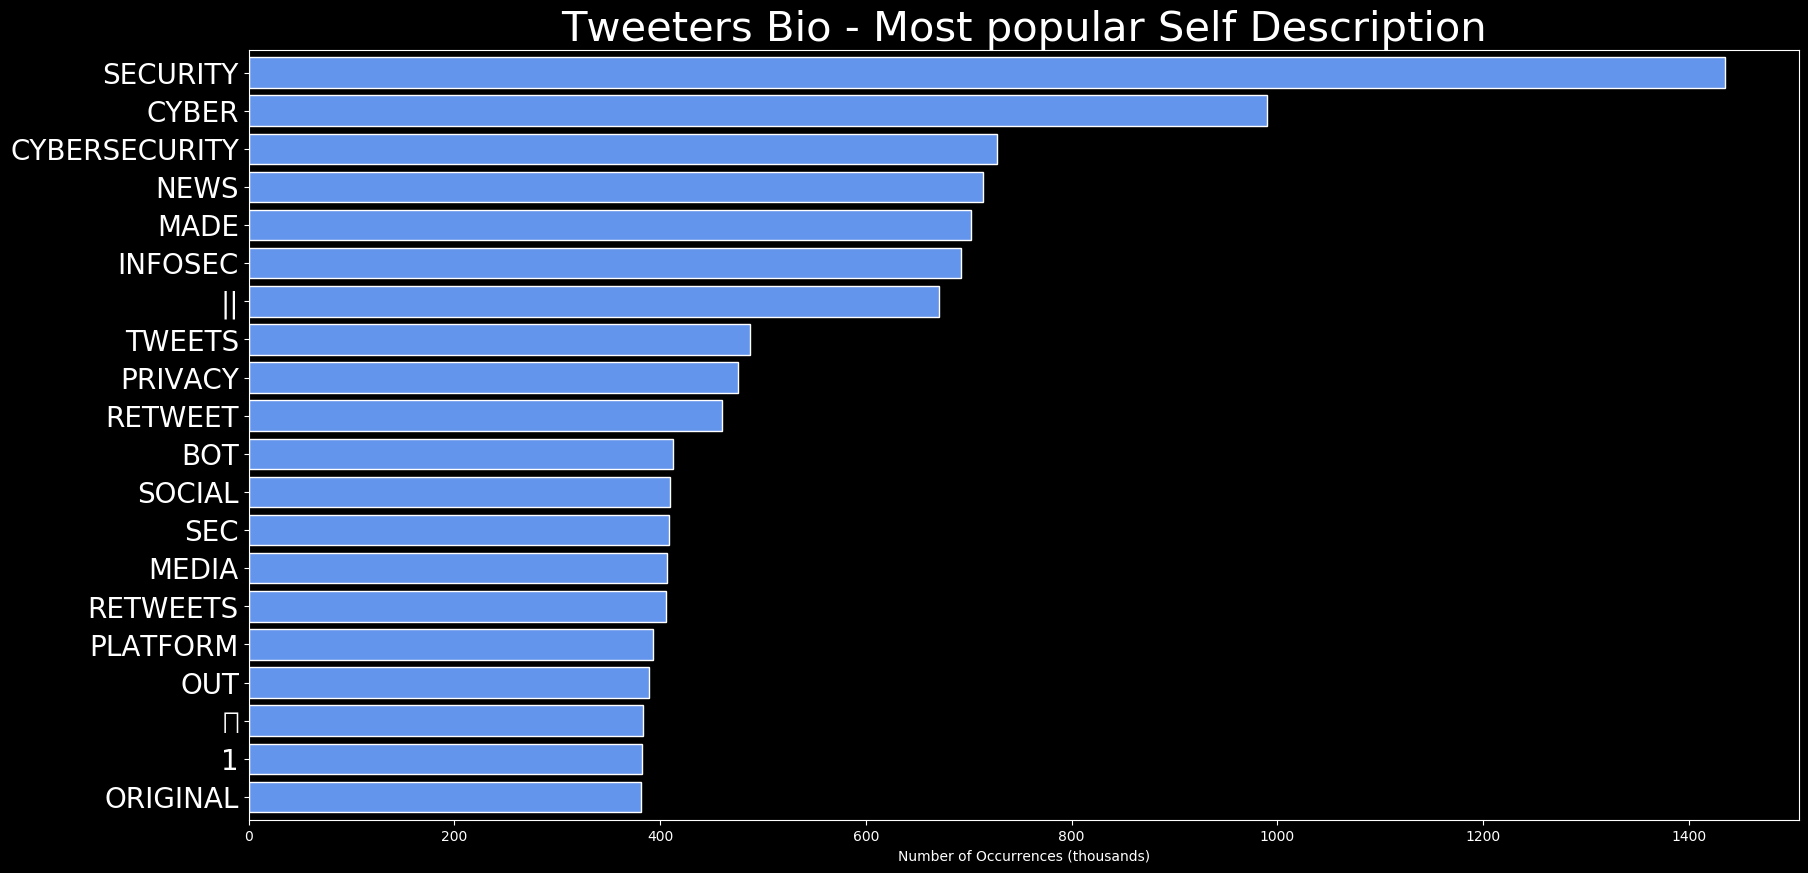 Tweeters Bio - Most popular Self Description
SECURITY
CYBER
CYBERSECURITY
NEWS
MADE
INFOSEC
||
TWEETS
PRIVACY
RETWEET
BOT
SOCIAL
SEC
MEDIA
RETWEETS
PLATFORM
OUT
1
ORIGINAL
0 200 400 600 800 1000 1200 1400
Number of Occurrences (thousands)